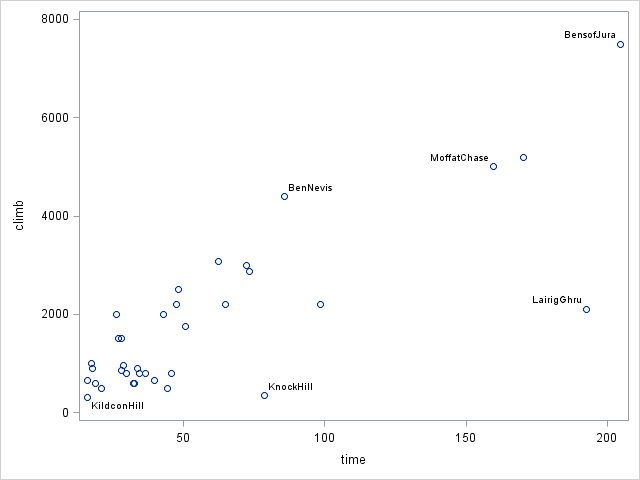 8000
BensofJura
6000
MoffatChase
BenNevis
climb
4000
LairigGhru
2000
KnockHill
KildconHill
0
50
100
150
200
time